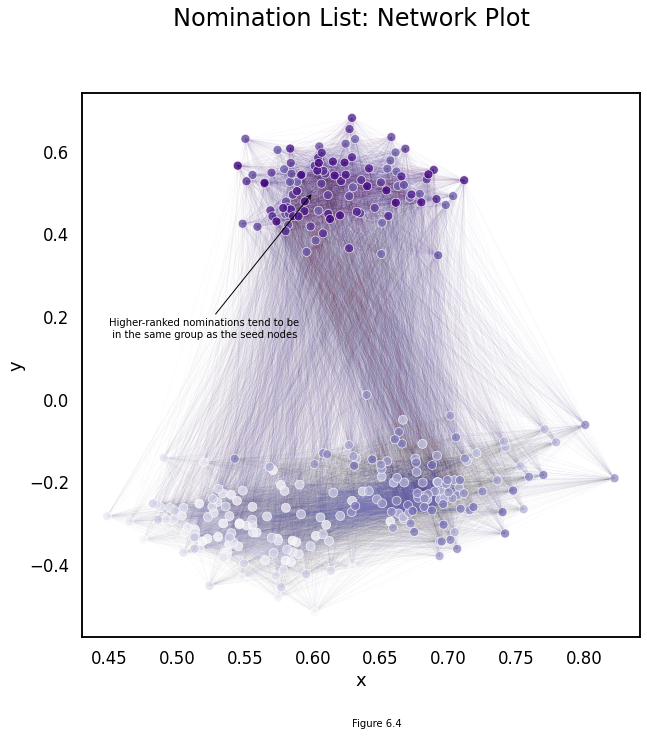 Nomination List: Network Plot
0.6
0.4
0.2
Higher-ranked nominations tend to be
in the same group as the seed nodes
y
0.0
−0.2
−0.4
0.45 0.50 0.55 0.60 0.65 0.70 0.75 0.80
x
Figure 6.4